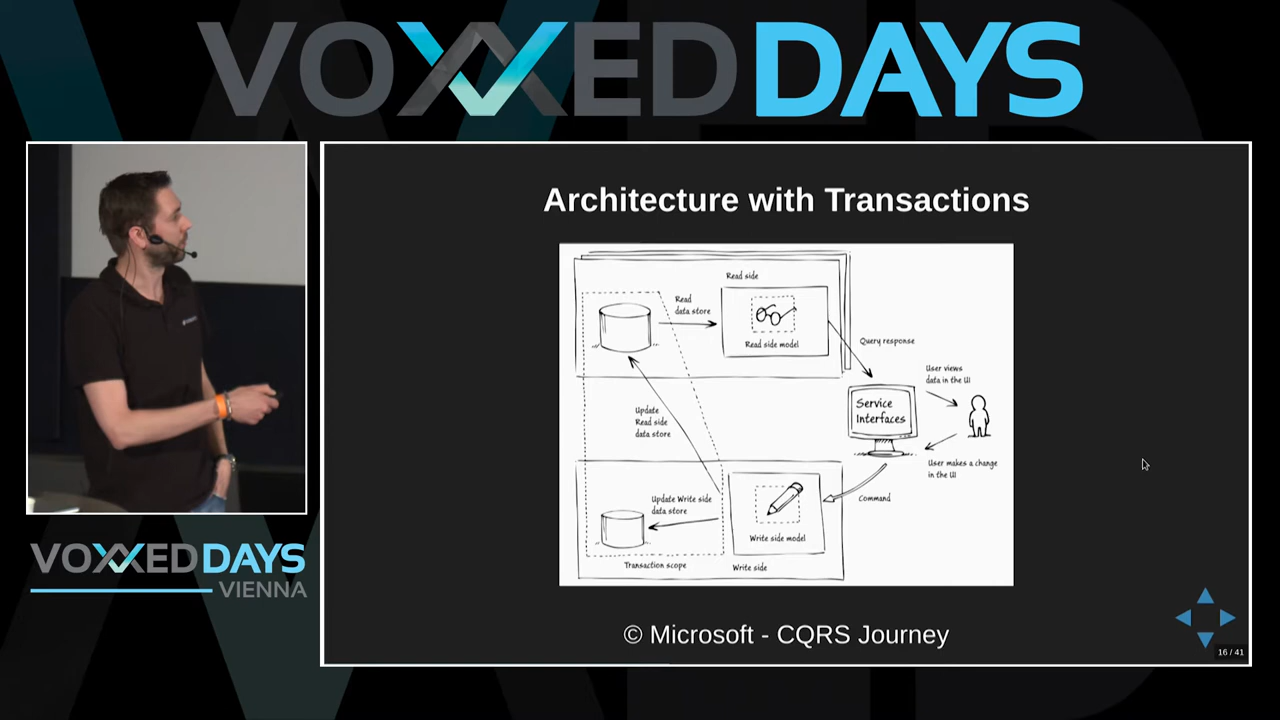 VOXXED DAYS
Architecture with Transactions
Read side
Read
data store
Read side model
Query response
User views
data in the UI
Service
Interfaces
Update
Read side
data store
User makes a change
in the UI
Update Write side
data store
Command
Write side model
Transaction scope
Write side
© Microsoft - CQRS Journey
16 / 41
VOXXED DAYS
VIENNA